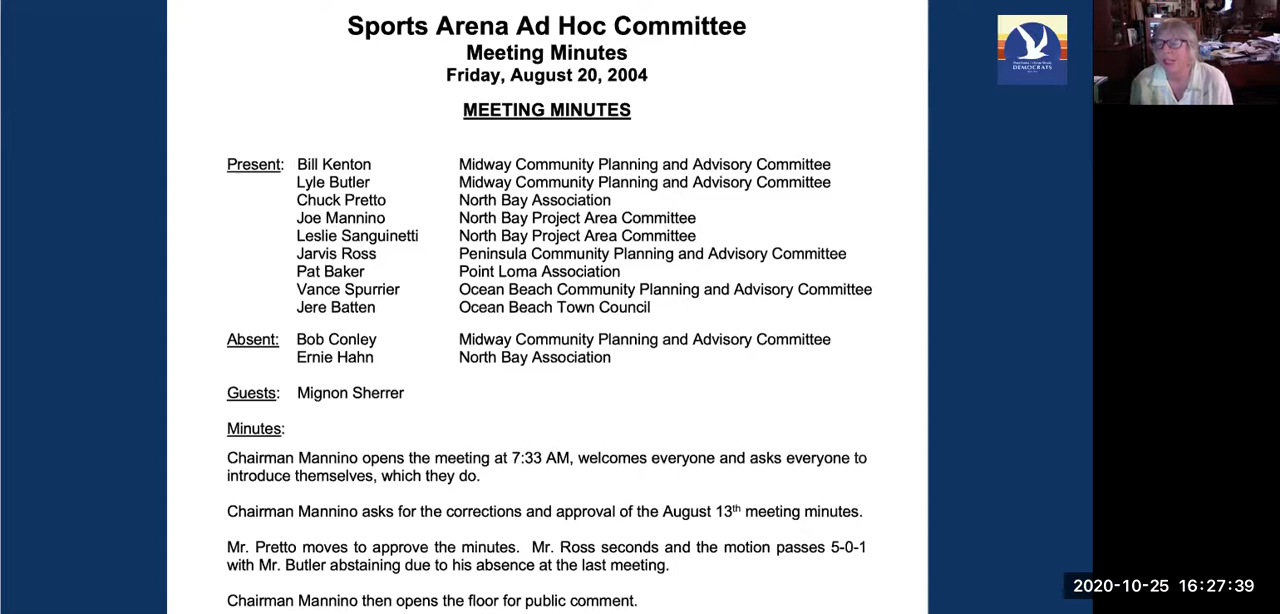 Sports Arena Ad Hoc Committee
Meeting Minutes
Friday, August 20, 2004
MEETING MINUTES
Present: Bill Kenton Midway Community Planning and Advisory Committee
Lyle Butler Midway Community Planning and Advisory Committee
Chuck Pretto North Bay Association
Joe Mannino North Bay Project Area Committee
Leslie Sanguinetti North Bay Project Area Committee
Jarvis Ross Peninsula Community Planning and Advisory Committee
Pat Baker Point Loma Association
Vance Spurrier Ocean Beach Community Planning and Advisory Committee
Jere Batten Ocean Beach Town Council
Absent: Bob Conley Midway Community Planning and Advisory Committee
Ernie Hahn North Bay Association
Guests: Mignon Sherrer
Minutes:
Chairman Mannino opens the meeting at 7:33 AM, welcomes everyone and asks everyone to
introduce themselves, which they do.
Chairman Mannino asks for the corrections and approval of the August 13th meeting minutes.
Mr. Pretto moves to approve the minutes. Mr. Ross seconds and the motion passes 5-0-1
with Mr. Butler abstaining due to his absence at the last meeting.
Chairman Mannino then opens the floor for public comment.
DEMOCRATS
2020-10-25 16:27:39